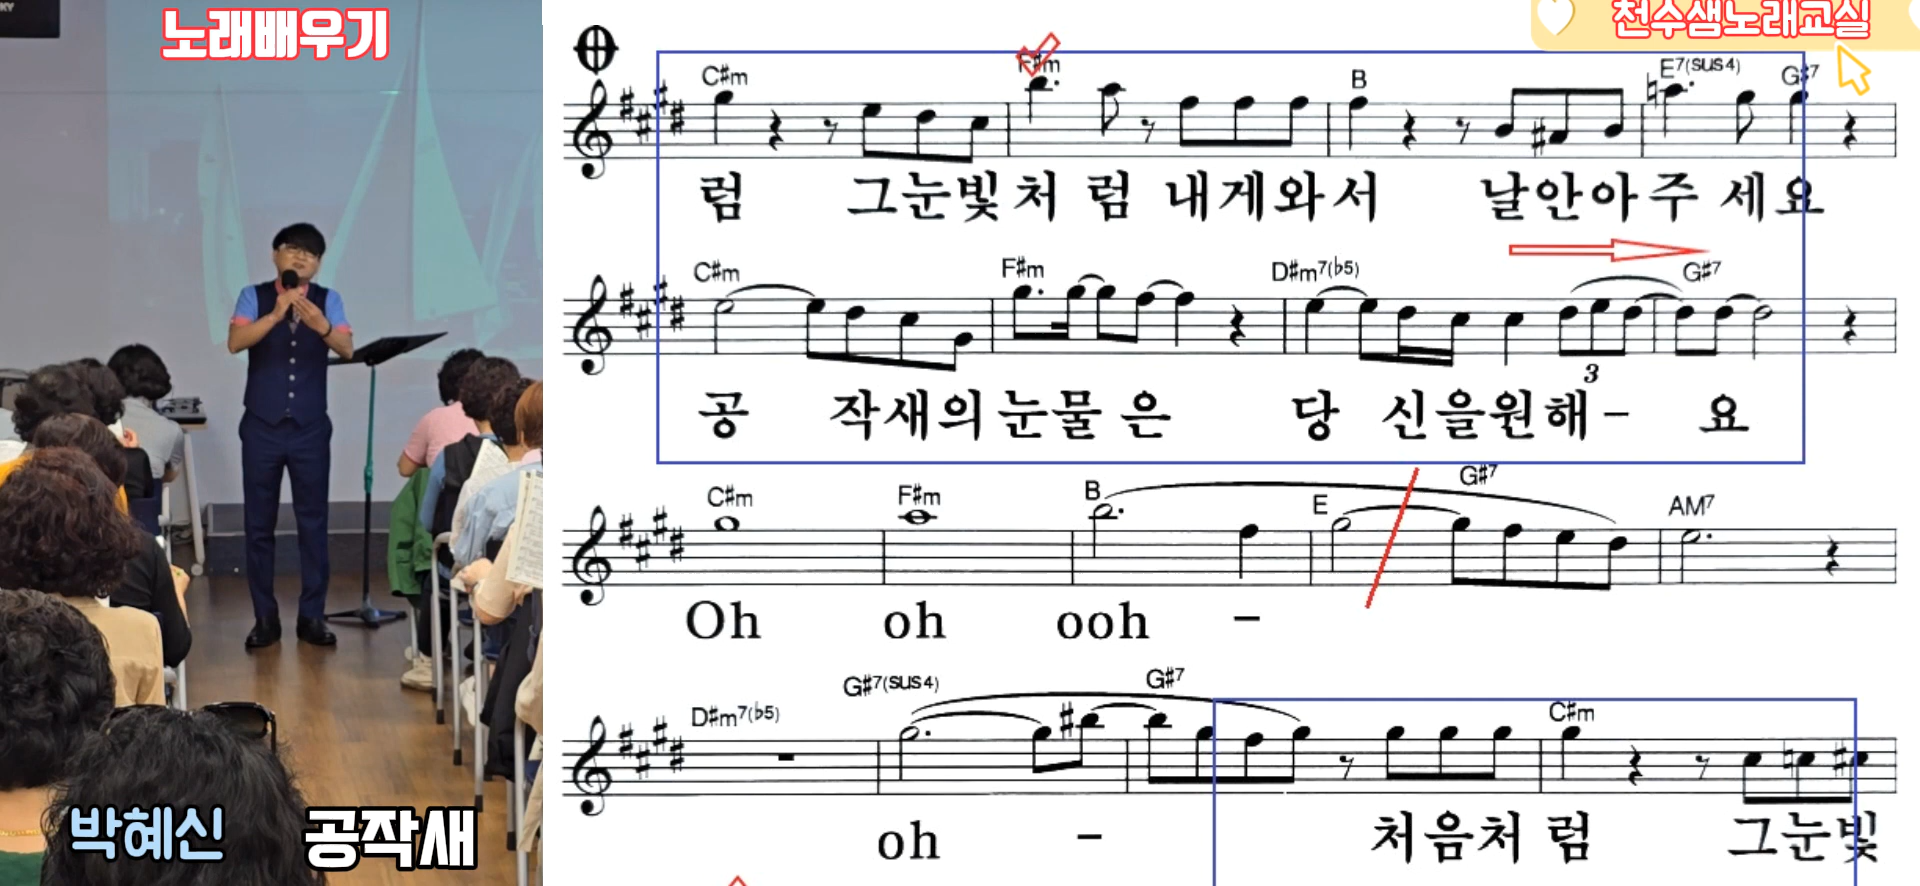 KY
노래배우기
천수샘노래교실
C#m F#m B E7(sus4) G#7
럼 그눈빛처 럼 내게와서 날안아주 세요
C#m F#m D#m7(b5) G#7
3
공 작새의눈물 은 당 신을원해- 요
C#m F#m B E G#7 AM7
Oh oh ooh -
D#m7(b5) G#7(sus4) G#7 C#m
oh - 처음처 럼 그눈빛
박혜신 공작새